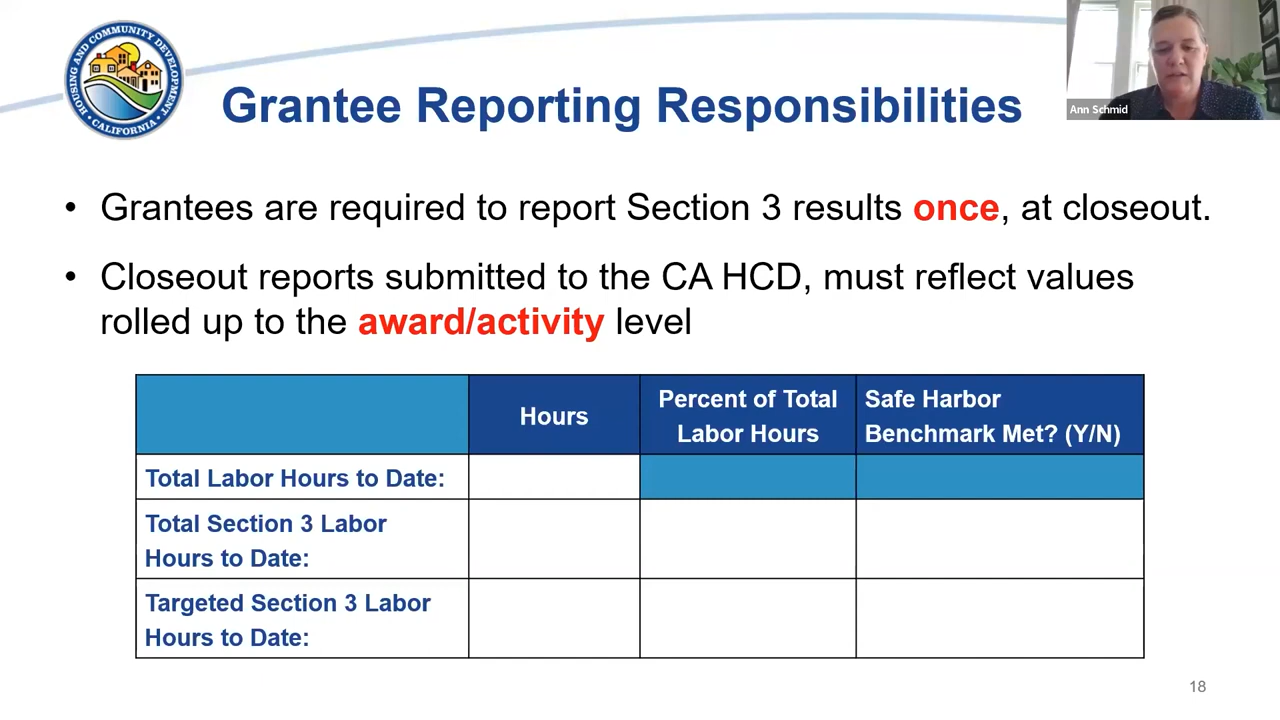 HOUSING AND COMMUNITY DEVELOPMENT
• CALIFORNIA •
Grantee Reporting Responsibilities
Ann Schmid
• Grantees are required to report Section 3 results once, at closeout.
• Closeout reports submitted to the CA HCD, must reflect values
rolled up to the award/activity level
Hours
Percent of Total
Labor Hours
Safe Harbor
Benchmark Met? (Y/N)
Total Labor Hours to Date:
Total Section 3 Labor
Hours to Date:
Targeted Section 3 Labor
Hours to Date:
18